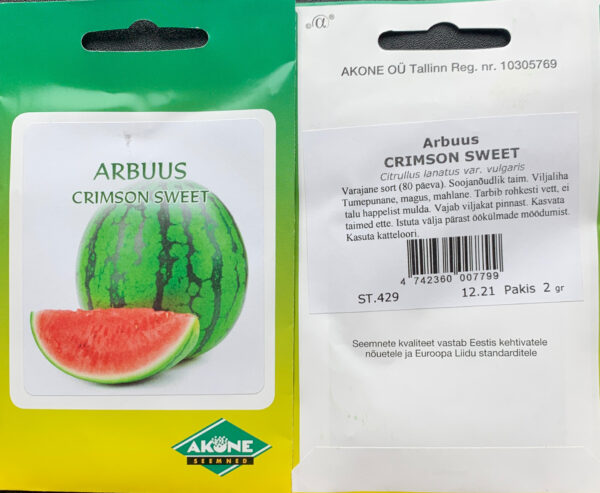 ARBUUS
CRIMSON SWEET
AKONE
SEEMNED
@
AKONE OÜ Tallinn Reg. nr. 10305769
Arbuus
CRIMSON SWEET
Citrullus lanatus var. vulgaris
Varajane sort (80 päeva). Soojanõudlik taim. Viljaliha
Tumepunane, magus, mahlane. Tarbib rohkesti vett, ei
talu happelist mulda. Vajab viljakat pinnast. Kasvata
taimed ette. Istuta välja pärast öökülmade möödumist.
Kasuta katteloori.
4 742360 007799
ST.429 12.21 Pakis 2 gr
Seemnete kvaliteet vastab Eestis kehtivatele
nõuetele ja Euroopa Liidu standarditele